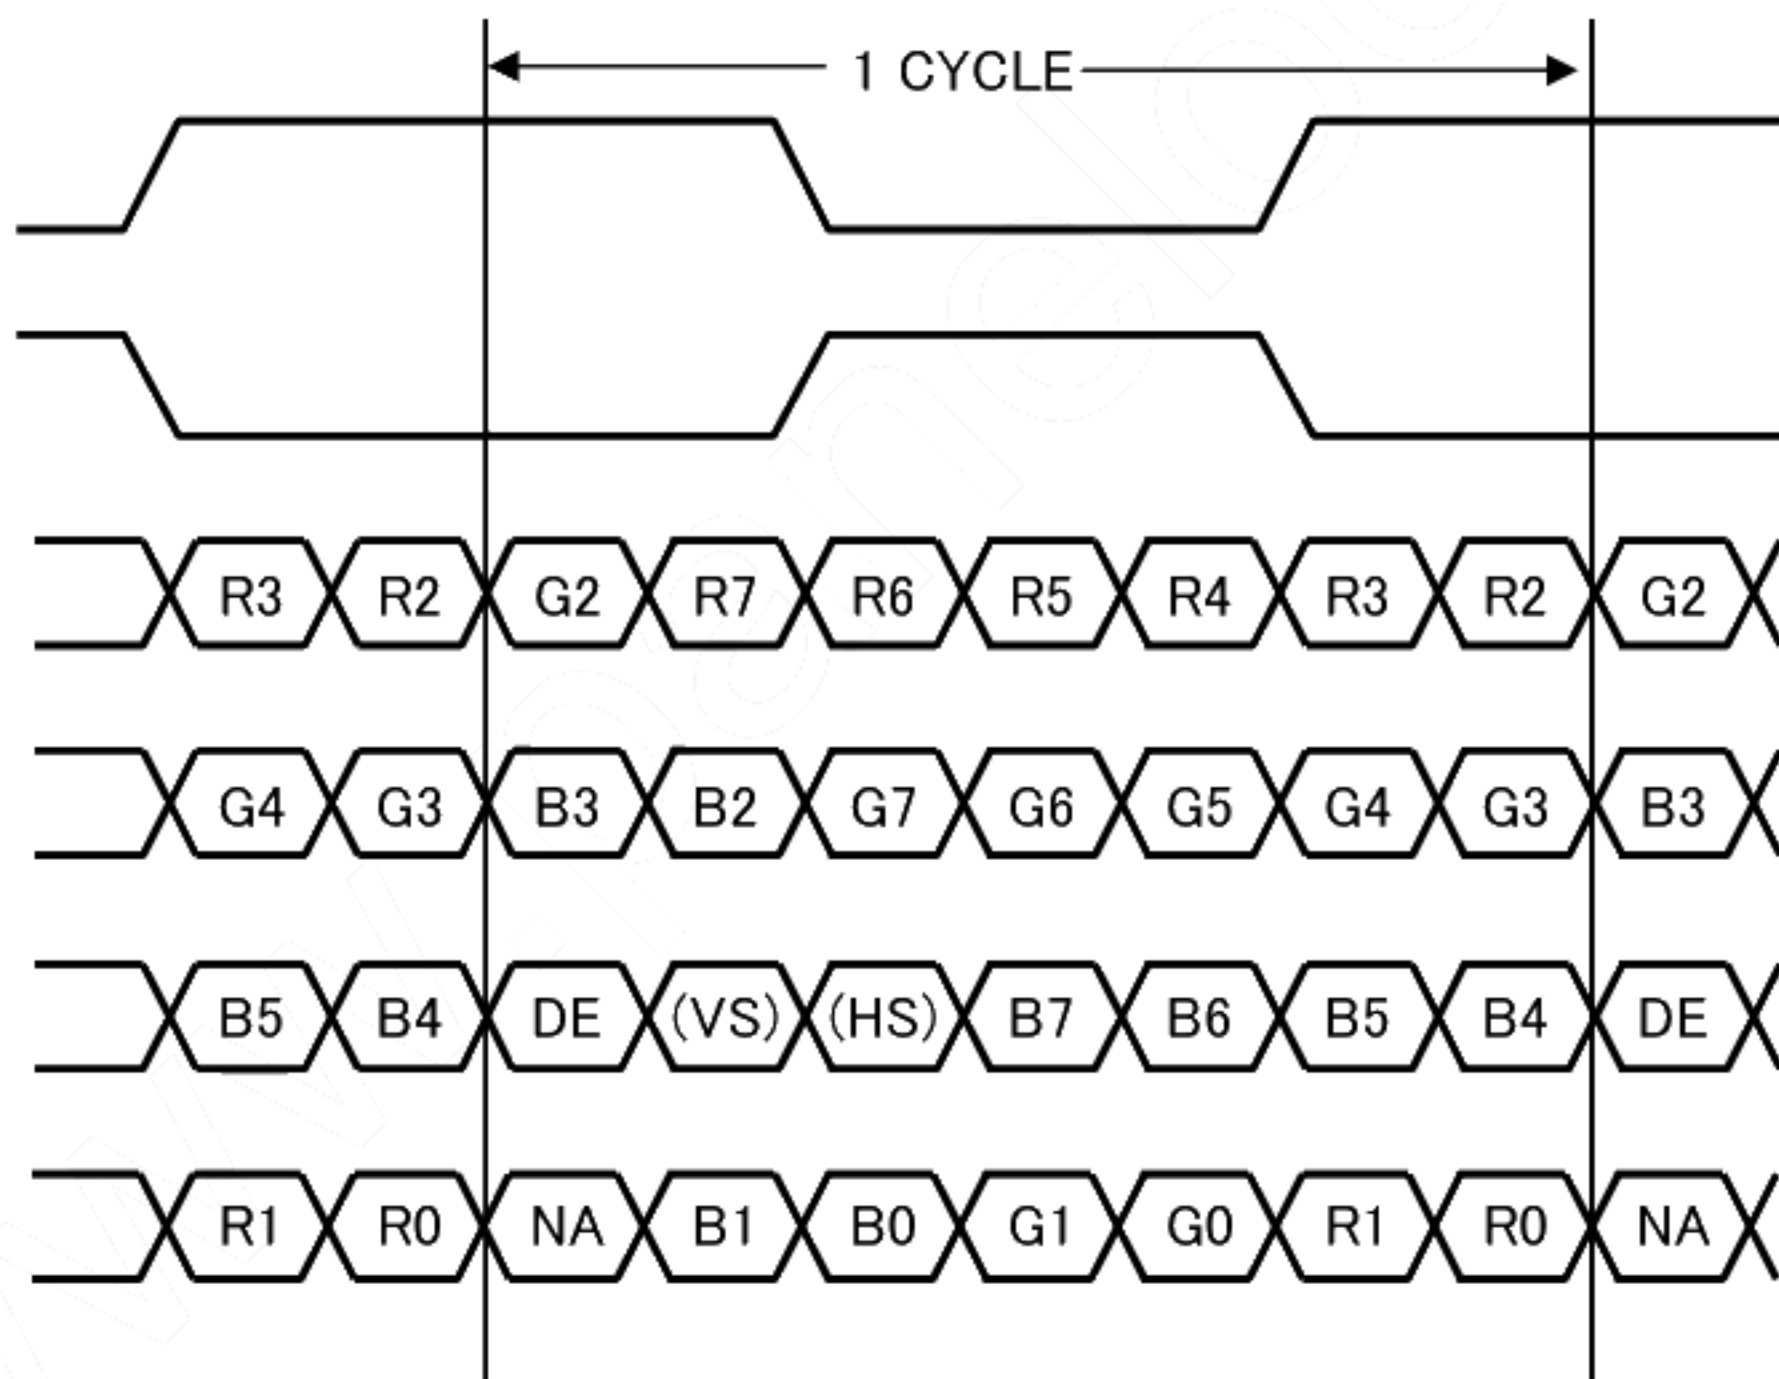 1 CYCLE
R3 R2 G2 R7 R6 R5 R4 R3 R2 G2
G4 G3 B3 B2 G7 G6 G5 G4 G3 B3
B5 B4 DE (VS) (HS) B7 B6 B5 B4 DE
R1 R0 NA B1 B0 G1 G0 R1 R0 NA